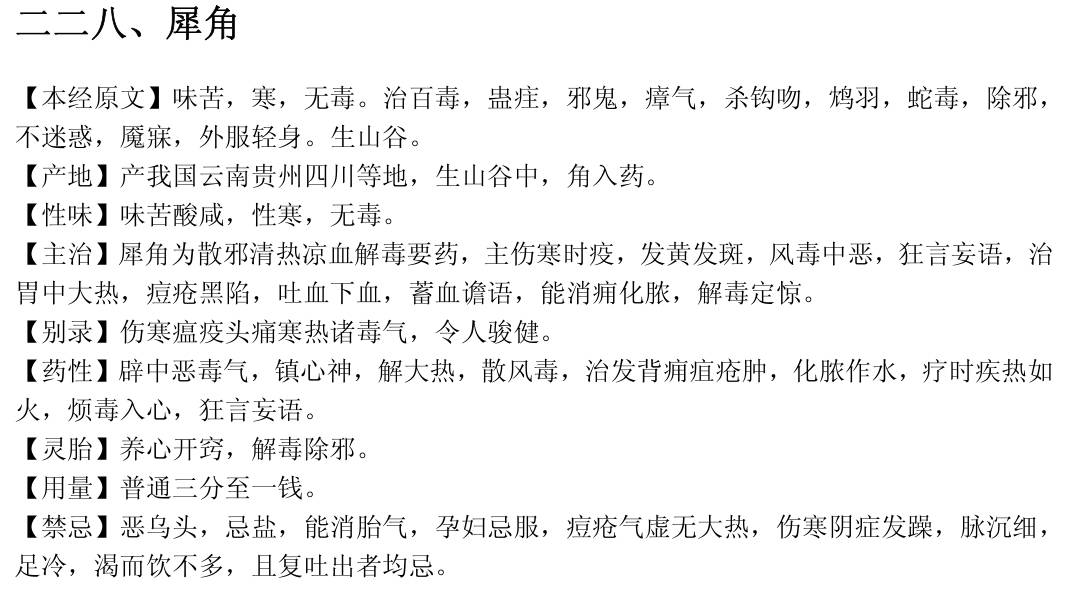 二二八、犀角
【本经原文】味苦，寒，无毒。治百毒，蛊疰，邪鬼，瘴气，杀钩吻，鸩羽，蛇毒，除邪，
不迷惑，魇寐，外服轻身。生山谷。
【产地】产我国云南贵州四川等地，生山谷中，角入药。
【性味】味苦酸咸，性寒，无毒。
【主治】犀角为散邪清热凉血解毒要药，主伤寒时疫，发黄发斑，风毒中恶，狂言妄语，治
胃中大热，痘疮黑陷，吐血下血，蓄血谵语，能消痈化脓，解毒定惊。
【别录】伤寒瘟疫头痛寒热诸毒气，令人骏健。
【药性】辟中恶毒气，镇心神，解大热，散风毒，治发背痈疽疮肿，化脓作水，疗时疾热如
火，烦毒入心，狂言妄语。
【灵胎】养心开窍，解毒除邪。
【用量】普通三分至一钱。
【禁忌】恶乌头，忌盐，能消胎气，孕妇忌服，痘疮气虚无大热，伤寒阴症发躁，脉沉细，
足冷，渴而饮不多，且复吐出者均忌。